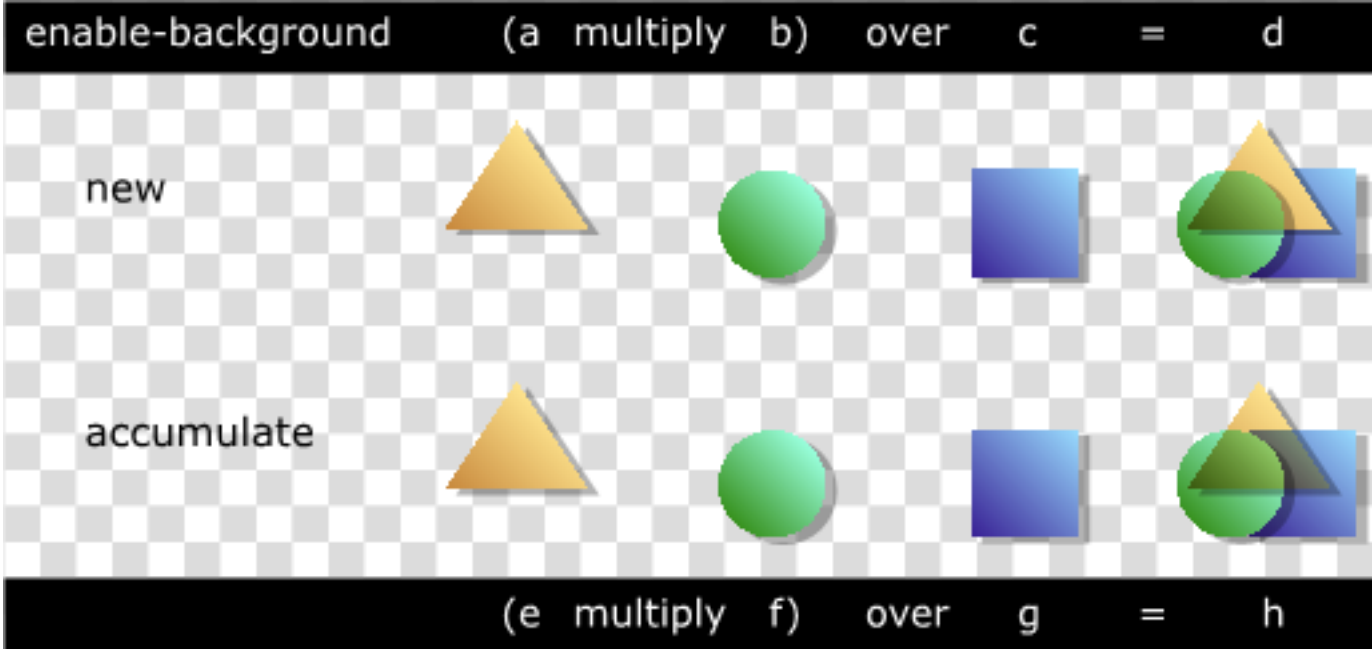 enable-background (a multiply b) over c = d
new
accumulate
(e multiply f) over g = h